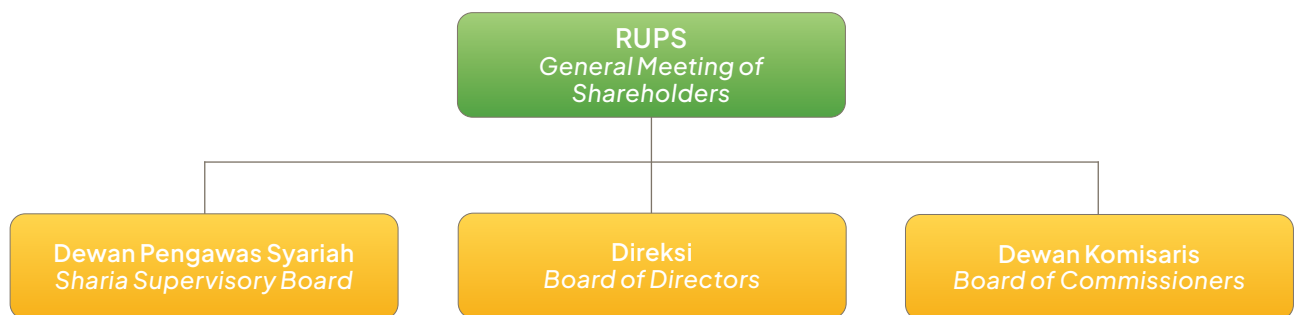 RUPS
General Meeting of
Shareholders
Dewan Pengawas Syariah
Sharia Supervisory Board
Direksi
Board of Directors
Dewan Komisaris
Board of Commissioners